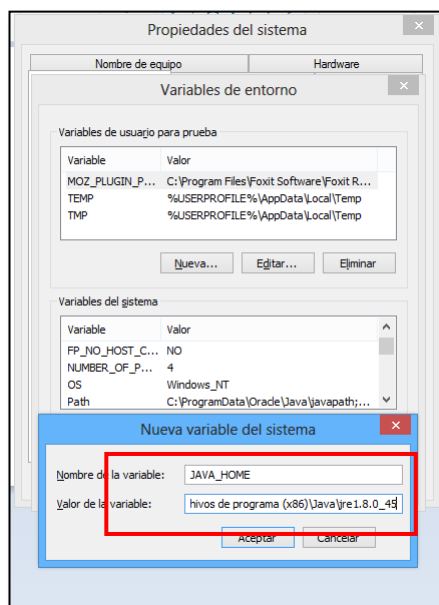 Propiedades del sistema
Nombre de equipo Hardware
Variables de entorno
Variables de usuario para prueba
Variable Valor
MOZ_PLUGIN_P... C:\Program Files\Foxit Software\Foxit R...
TEMP %USERPROFILE%\AppData\Local\Temp
TMP %USERPROFILE%\AppData\Local\Temp
Nueva... Editar... Eliminar
Variables del sistema
Variable Valor
FP_NO_HOST_C... NO
NUMBER_OF_P... 4
OS Windows_NT
Path C:\ProgramData\Oracle\Java\javapath;...
Nueva variable del sistema
Nombre de la variable: JAVA_HOME
Valor de la variable: hivos de programa (x86)\Java\jre1.8.0_45
Aceptar Cancelar